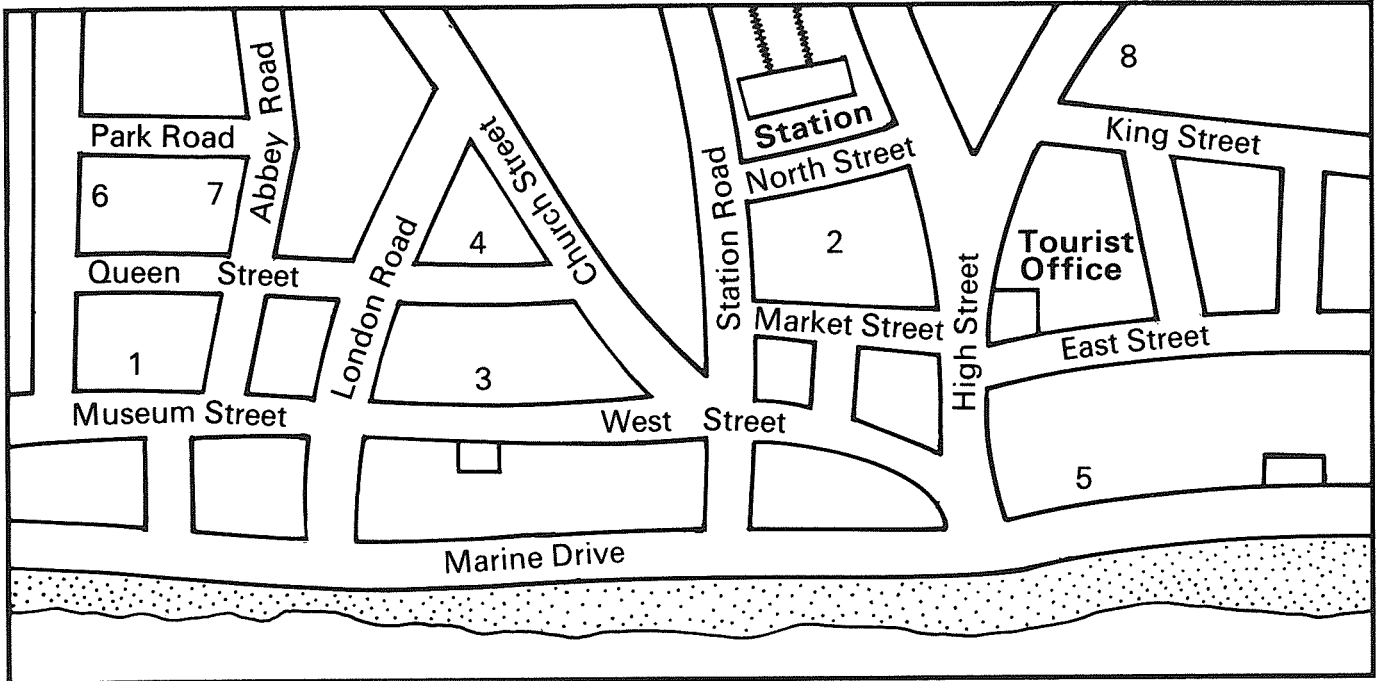 8
Abbey Road
Park Road
Church Street
Station
King Street
North Street
6
7
Station Road
2
4
Tourist
Office
Queen Street
London Road
High Street
Market Street
East Street
1
3
Museum Street
West Street
5
Marine Drive